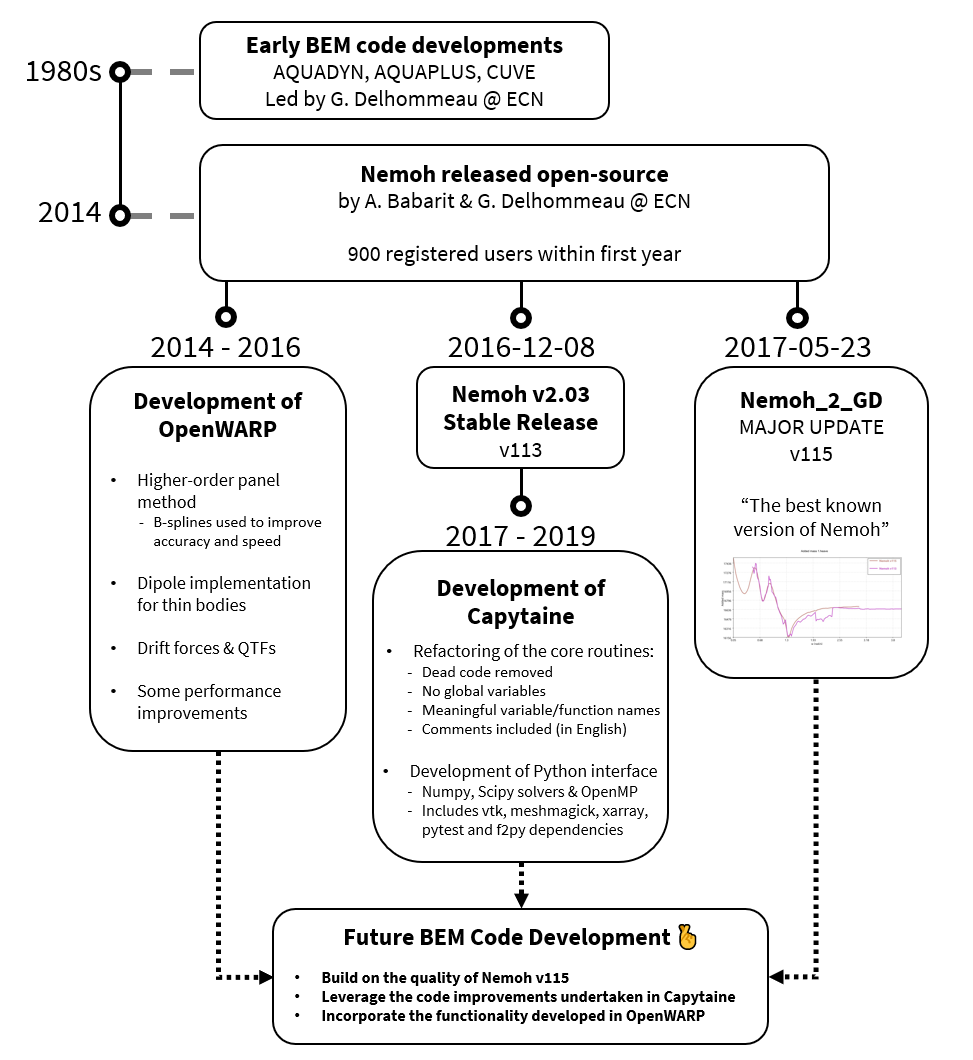 1980s
Early BEM code developments
AQUADYN, AQUAPLUS, CUVE
Led by G. Delhommeau @ ECN
2014
Nemoh released open-source
by A. Babarit & G. Delhommeau @ ECN
900 registered users within first year
2014 - 2016
Development of
OpenWARP
• Higher-order panel
method
- B-splines used to improve
accuracy and speed
• Dipole implementation
for thin bodies
• Drift forces & QTFs
• Some performance
improvements
2016-12-08
Nemoh v2.03
Stable Release
v113
2017 - 2019
Development of
Capytaine
• Refactoring of the core routines:
- Dead code removed
- No global variables
- Meaningful variable/function names
- Comments included (in English)
• Development of Python interface
- Numpy, Scipy solvers & OpenMP
- Includes vtk, meshmagick, xarray,
pytest and f2py dependencies
2017-05-23
Nemoh_2_GD
MAJOR UPDATE
v115
“The best known
version of Nemoh”
Future BEM Code Development 🫰
• Build on the quality of Nemoh v115
• Leverage the code improvements undertaken in Capytaine
• Incorporate the functionality developed in OpenWARP